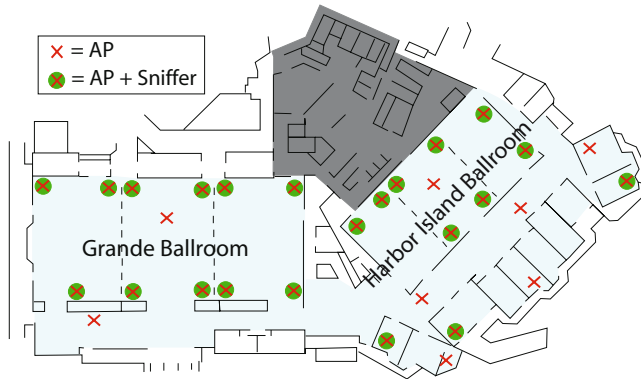 = AP
= AP + Sniffer
Grande Ballroom
Harbor Island Ballroom